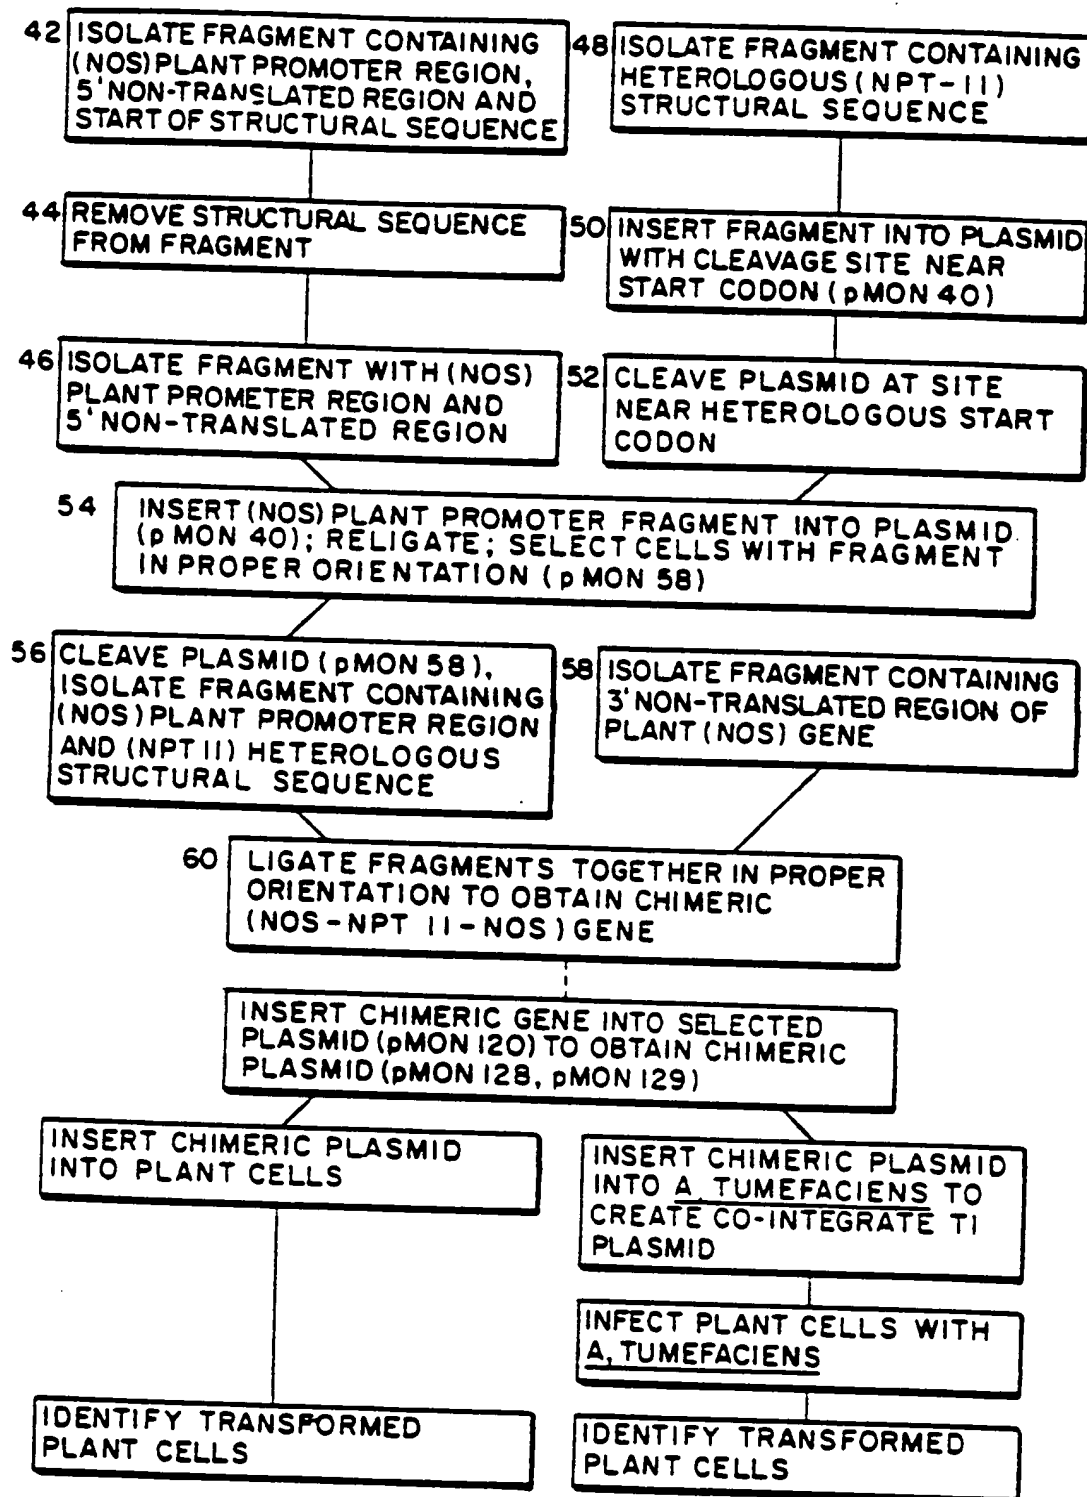 42 ISOLATE FRAGMENT CONTAINING
(NOS) PLANT PROMOTER REGION,
5' NON-TRANSLATED REGION AND
START OF STRUCTURAL SEQUENCE
48 ISOLATE FRAGMENT CONTAINING
HETEROLOGOUS (NPT-II)
STRUCTURAL SEQUENCE
44 REMOVE STRUCTURAL SEQUENCE
FROM FRAGMENT
50 INSERT FRAGMENT INTO PLASMID
WITH CLEAVAGE SITE NEAR
START CODON (pMON 40)
46 ISOLATE FRAGMENT WITH (NOS)
PLANT PROMETER REGION AND
5' NON-TRANSLATED REGION
52 CLEAVE PLASMID AT SITE
NEAR HETEROLOGOUS START
CODON
54 INSERT (NOS) PLANT PROMOTER FRAGMENT INTO PLASMID
(pMON 40); RELIGATE; SELECT CELLS WITH FRAGMENT
IN PROPER ORIENTATION (pMON 58)
56 CLEAVE PLASMID (pMON 58),
ISOLATE FRAGMENT CONTAINING
(NOS) PLANT PROMOTER REGION
AND (NPT II) HETEROLOGOUS
STRUCTURAL SEQUENCE
58 ISOLATE FRAGMENT CONTAINING
3' NON-TRANSLATED REGION OF
PLANT (NOS) GENE
60 LIGATE FRAGMENTS TOGETHER IN PROPER
ORIENTATION TO OBTAIN CHIMERIC
(NOS-NPT II-NOS) GENE
INSERT CHIMERIC GENE INTO SELECTED
PLASMID (pMON 120) TO OBTAIN CHIMERIC
PLASMID (pMON 128, pMON 129)
INSERT CHIMERIC PLASMID
INTO PLANT CELLS
INSERT CHIMERIC PLASMID
INTO A. TUMEFACIENS TO
CREATE CO-INTEGRATE TI
PLASMID
INFECT PLANT CELLS WITH
A. TUMEFACIENS
IDENTIFY TRANSFORMED
PLANT CELLS
IDENTIFY TRANSFORMED
PLANT CELLS